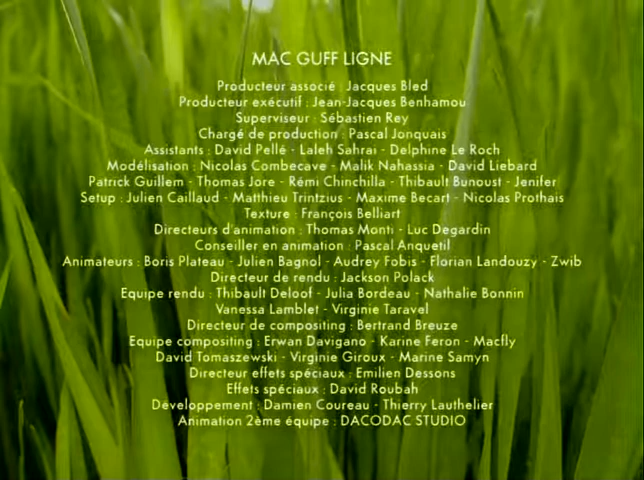 MAC GUFF LIGNE
Producteur associé : Jacques Bled
Producteur exécutif : Jean-Jacques Benhamou
Superviseur : Sébastien Rey
Chargé de production : Pascal Jonquais
Assistants : David Pellé - Laleh Sahrai - Delphine Le Roch
Modélisation : Nicolas Combecave - Malik Nahassia - David Liebard
Patrick Guillem - Thomas Jore - Rémi Chinchilla - Thibault Bunoust - Jenifer
Setup : Julien Caillaud - Matthieu Trintzius - Maxime Becart - Nicolas Prothais
Texture : François Belliart
Directeurs d'animation : Thomas Monti - Luc Degardin
Conseiller en animation : Pascal Anquetil
Animateurs : Boris Plateau - Julien Bagnol - Audrey Fobis - Florian Landouzy - Zwib
Directeur de rendu : Jackson Polack
Equipe rendu : Thibault Deloof - Julia Bordeau - Nathalie Bonnin
Vanessa Lamblet - Virginie Taravel
Directeur de compositing : Bertrand Breuze
Equipe compositing : Erwan Davigano - Karine Feron - Macfly
David Tomaszewski - Virginie Giroux - Marine Samyn
Directeur effets spéciaux : Emilien Dessons
Effets spéciaux : David Roubah
Développement : Damien Coureau - Thierry Lauthelier
Animation 2ème équipe : DACODAC STUDIO